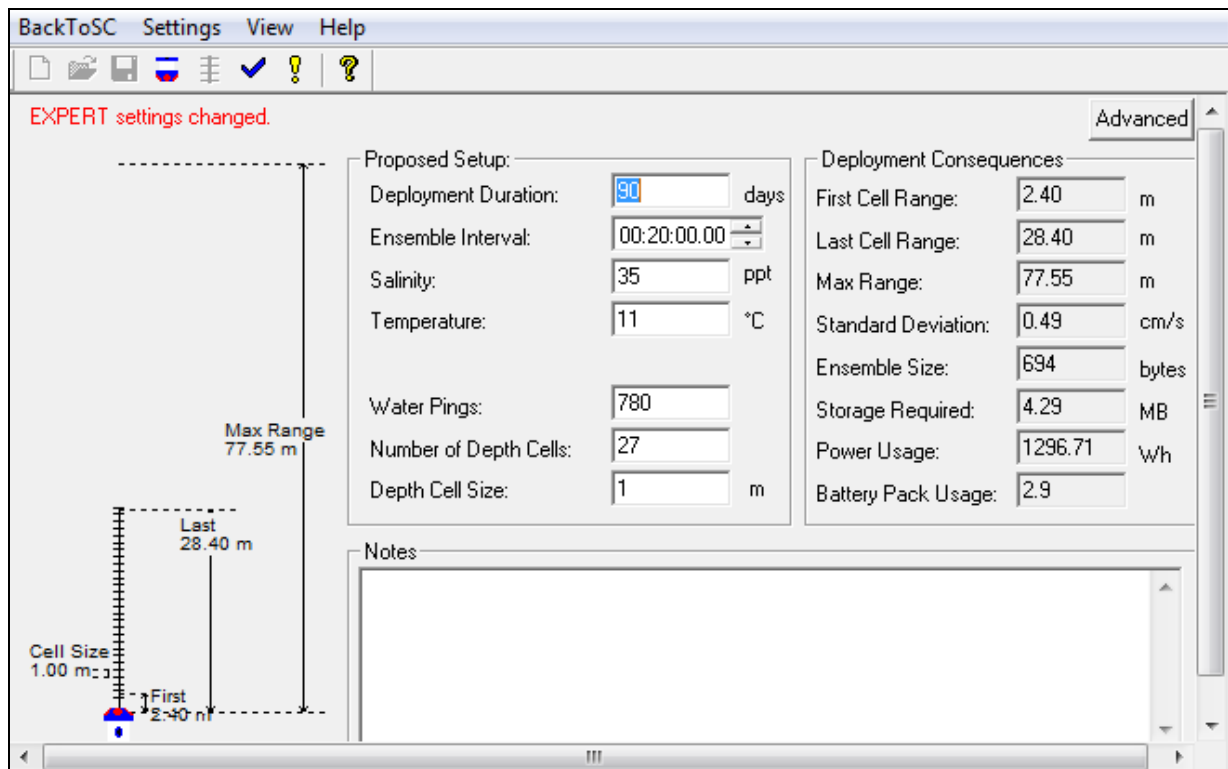 BackToSC Settings View Help
EXPERT settings changed.
Advanced
Proposed Setup:
Deployment Duration: 90 days
Ensemble Interval: 00:20:00.00
Salinity: 35 ppt
Temperature: 11 °C
Water Pings: 780
Number of Depth Cells: 27
Depth Cell Size: 1 m
Deployment Consequences
First Cell Range: 2.40 m
Last Cell Range: 28.40 m
Max Range: 77.55 m
Standard Deviation: 0.49 cm/s
Ensemble Size: 694 bytes
Storage Required: 4.29 MB
Power Usage: 1296.71 Wh
Battery Pack Usage: 2.9
Max Range
77.55 m
Last
28.40 m
Cell Size
1.00 m
First
2.40 m
Notes